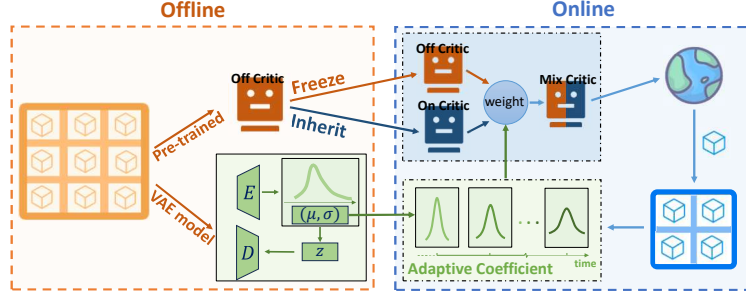 Offline
Online
Off Critic
Freeze
Inherit
Pre-trained
VAE model
E
(μ, σ)
D
z
Off Critic
On Critic
weight
Mix Critic
...
time
Adaptive Coefficient